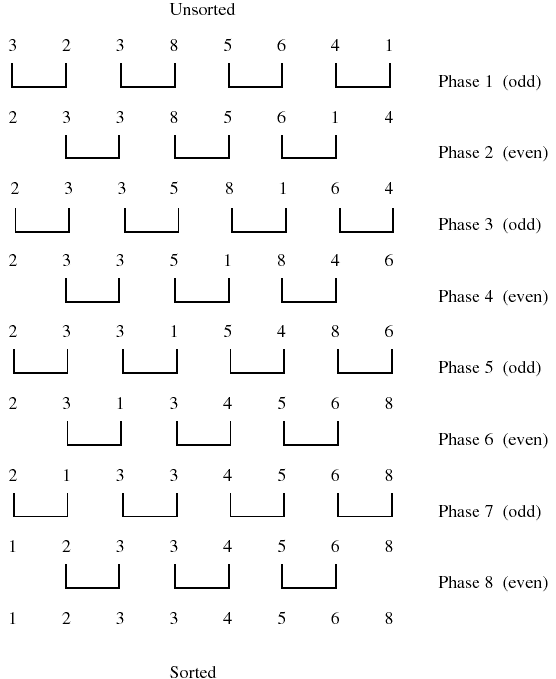 Unsorted
3 2 3 8 5 6 4 1
Phase 1 (odd)
2 3 3 8 5 6 1 4
Phase 2 (even)
2 3 3 5 8 1 6 4
Phase 3 (odd)
2 3 3 5 1 8 4 6
Phase 4 (even)
2 3 3 1 5 4 8 6
Phase 5 (odd)
2 3 1 3 4 5 6 8
Phase 6 (even)
2 1 3 3 4 5 6 8
Phase 7 (odd)
1 2 3 3 4 5 6 8
Phase 8 (even)
1 2 3 3 4 5 6 8
Sorted